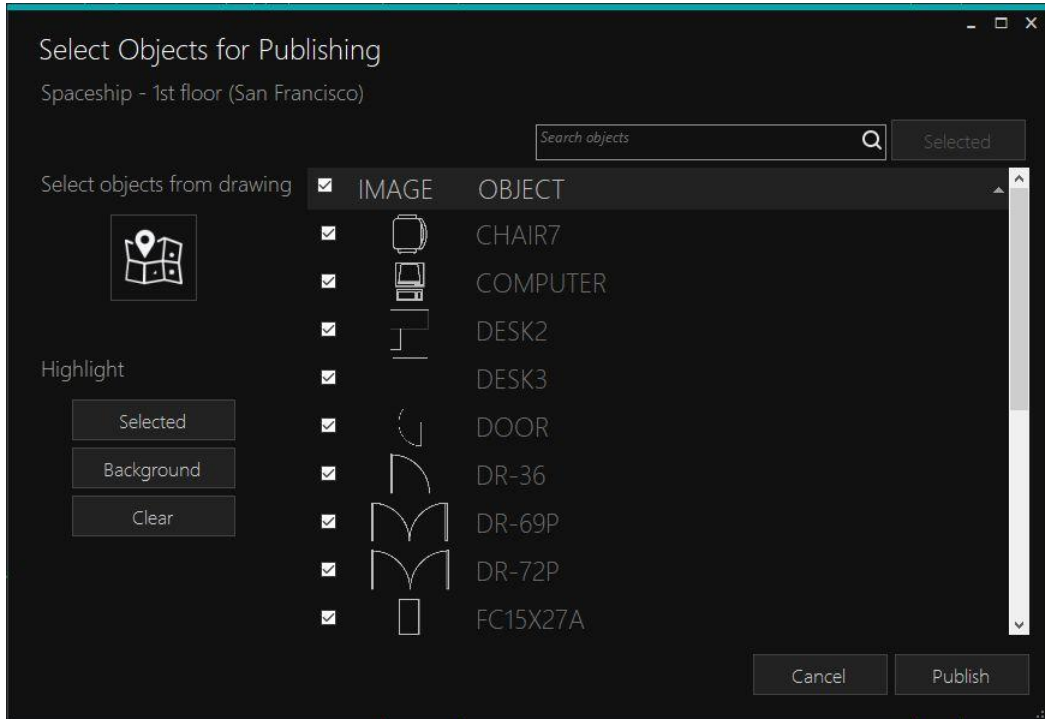 Select Objects for Publishing
Spaceship - 1st floor (San Francisco)
Search objects
Selected
Select objects from drawing
IMAGE OBJECT
CHAIR7
COMPUTER
DESK2
DESK3
DOOR
DR-36
DR-69P
DR-72P
FC15X27A
Highlight
Selected
Background
Clear
Cancel Publish